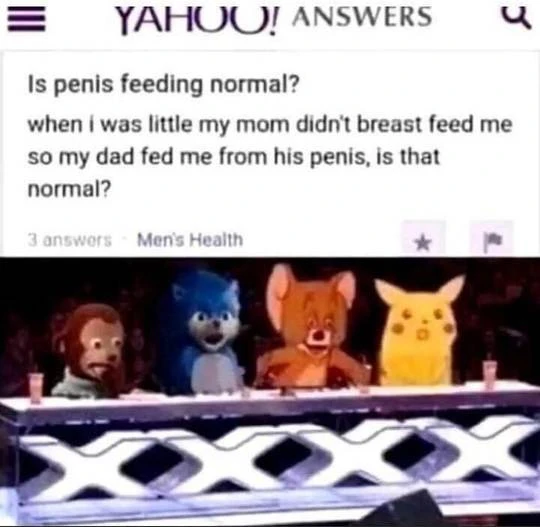 YAHOO! ANSWERS
Is penis feeding normal?
when i was little my mom didn't breast feed me
so my dad fed me from his penis, is that
normal?
3 answers · Men's Health